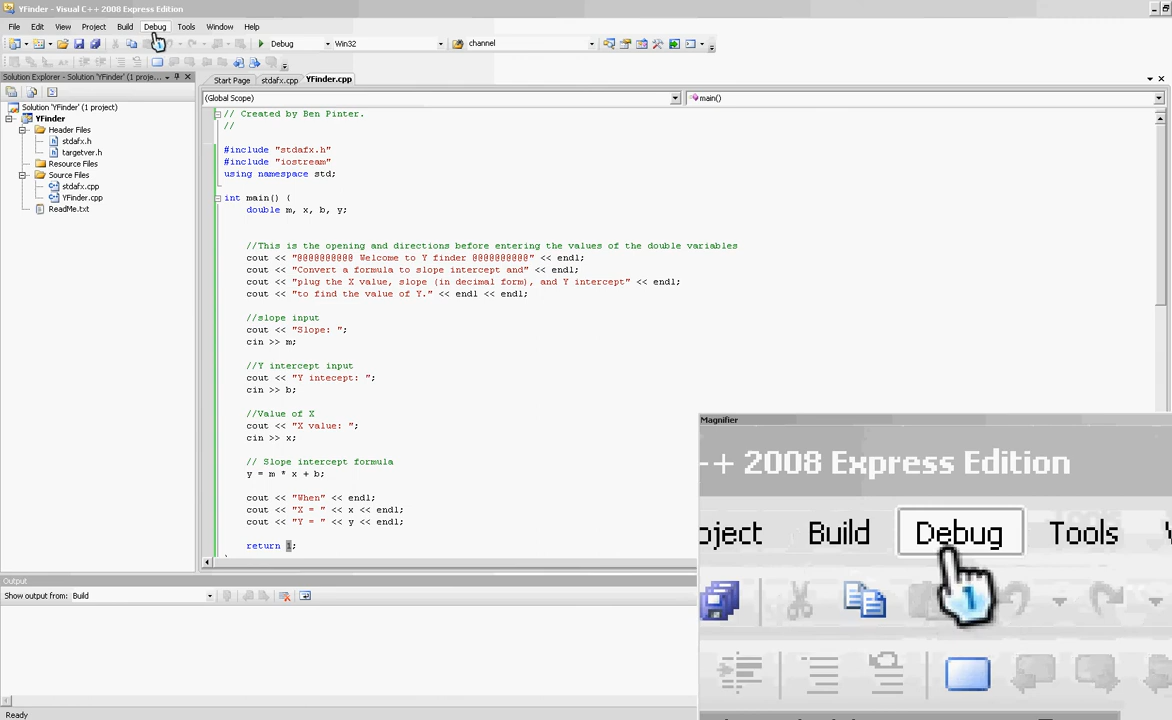 YFinder - Visual C++ 2008 Express Edition
File Edit View Project Build Debug Tools Window Help
Debug Win32 channel
Solution Explorer - Solution 'YFinder' (1 proje...
Start Page stdafx.cpp YFinder.cpp
(Global Scope) main()
Solution 'YFinder' (1 project)
YFinder
Header Files
stdafx.h
targetver.h
Resource Files
Source Files
stdafx.cpp
YFinder.cpp
ReadMe.txt
// Created by Ben Pinter.
//
#include "stdafx.h"
#include "iostream"
using namespace std;
int main() {
double m, x, b, y;
//This is the opening and directions before entering the values of the double variables
cout << "@@@@@@@@@@ Welcome to Y finder @@@@@@@@@@" << endl;
cout << "Convert a formula to slope intercept and" << endl;
cout << "plug the X value, slope (in decimal form), and Y intercept" << endl;
cout << "to find the value of Y." << endl << endl;
//slope input
cout << "Slope: ";
cin >> m;
//Y intercept input
cout << "Y intecept: ";
cin >> b;
//Value of X
cout << "X value: ";
cin >> x;
// Slope intercept formula
y = m * x + b;
cout << "When" << endl;
cout << "X = " << x << endl;
cout << "Y = " << y << endl;
return 1;
Output
Show output from: Build
Ready
Magnifier
-+ 2008 Express Edition
oject Build Debug Tools